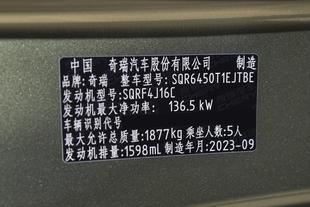 中国 奇瑞汽车股份有限公司 制造
品牌:奇瑞 整车型号:SQR6450T1EJTBE
发动机型号:SQRF4J16C
发动机最大净功率: 136.5 kW
车辆识别代号
最大允许总质量:1877kg 乘坐人数:5人
发动机排量:1598mL 制造年月:2023-09